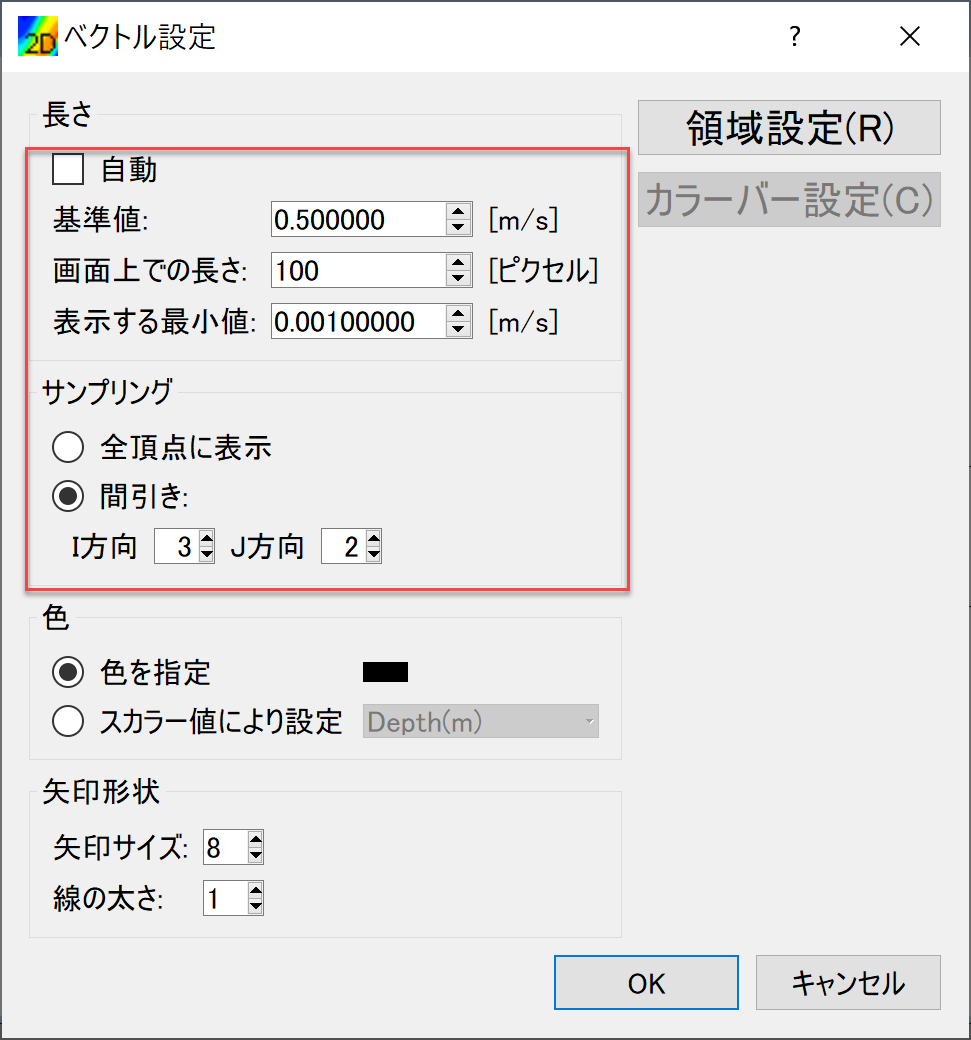 2D ベクトル設定 ?
長さ
領域設定(R)
自動
カラーバー設定(C)
基準値: 0.500000 [m/s]
画面上での長さ: 100 [ピクセル]
表示する最小値: 0.00100000 [m/s]
サンプリング
全頂点に表示
間引き:
I方向 3 J方向 2
色
色を指定
スカラー値により設定 Depth(m)
矢印形状
矢印サイズ: 8
線の太さ: 1
OK キャンセル